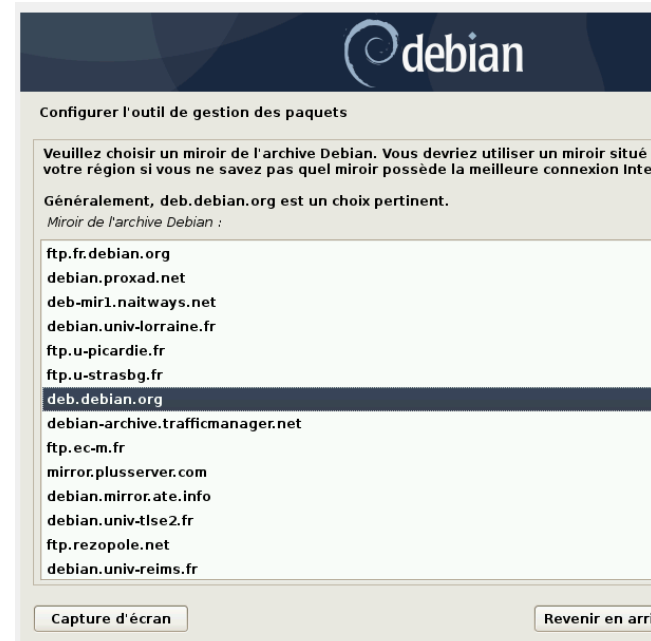 debian
Configurer l'outil de gestion des paquets
Veuillez choisir un miroir de l'archive Debian. Vous devriez utiliser un miroir situé
votre région si vous ne savez pas quel miroir possède la meilleure connexion
Généralement, deb.debian.org est un choix pertinent.
Miroir de l'archive Debian :
ftp.fr.debian.org
debian.proxad.net
deb-mir1.naitways.net
debian.univ-lorraine.fr
ftp.u-picardie.fr
ftp.u-strasbg.fr
deb.debian.org
debian-archive.trafficmanager.net
ftp.ec-m.fr
mirror.plusserver.com
debian.mirror.ate.info
debian.univ-tlse2.fr
ftp.rezopole.net
debian.univ-reims.fr
Capture d'écran
Revenir en